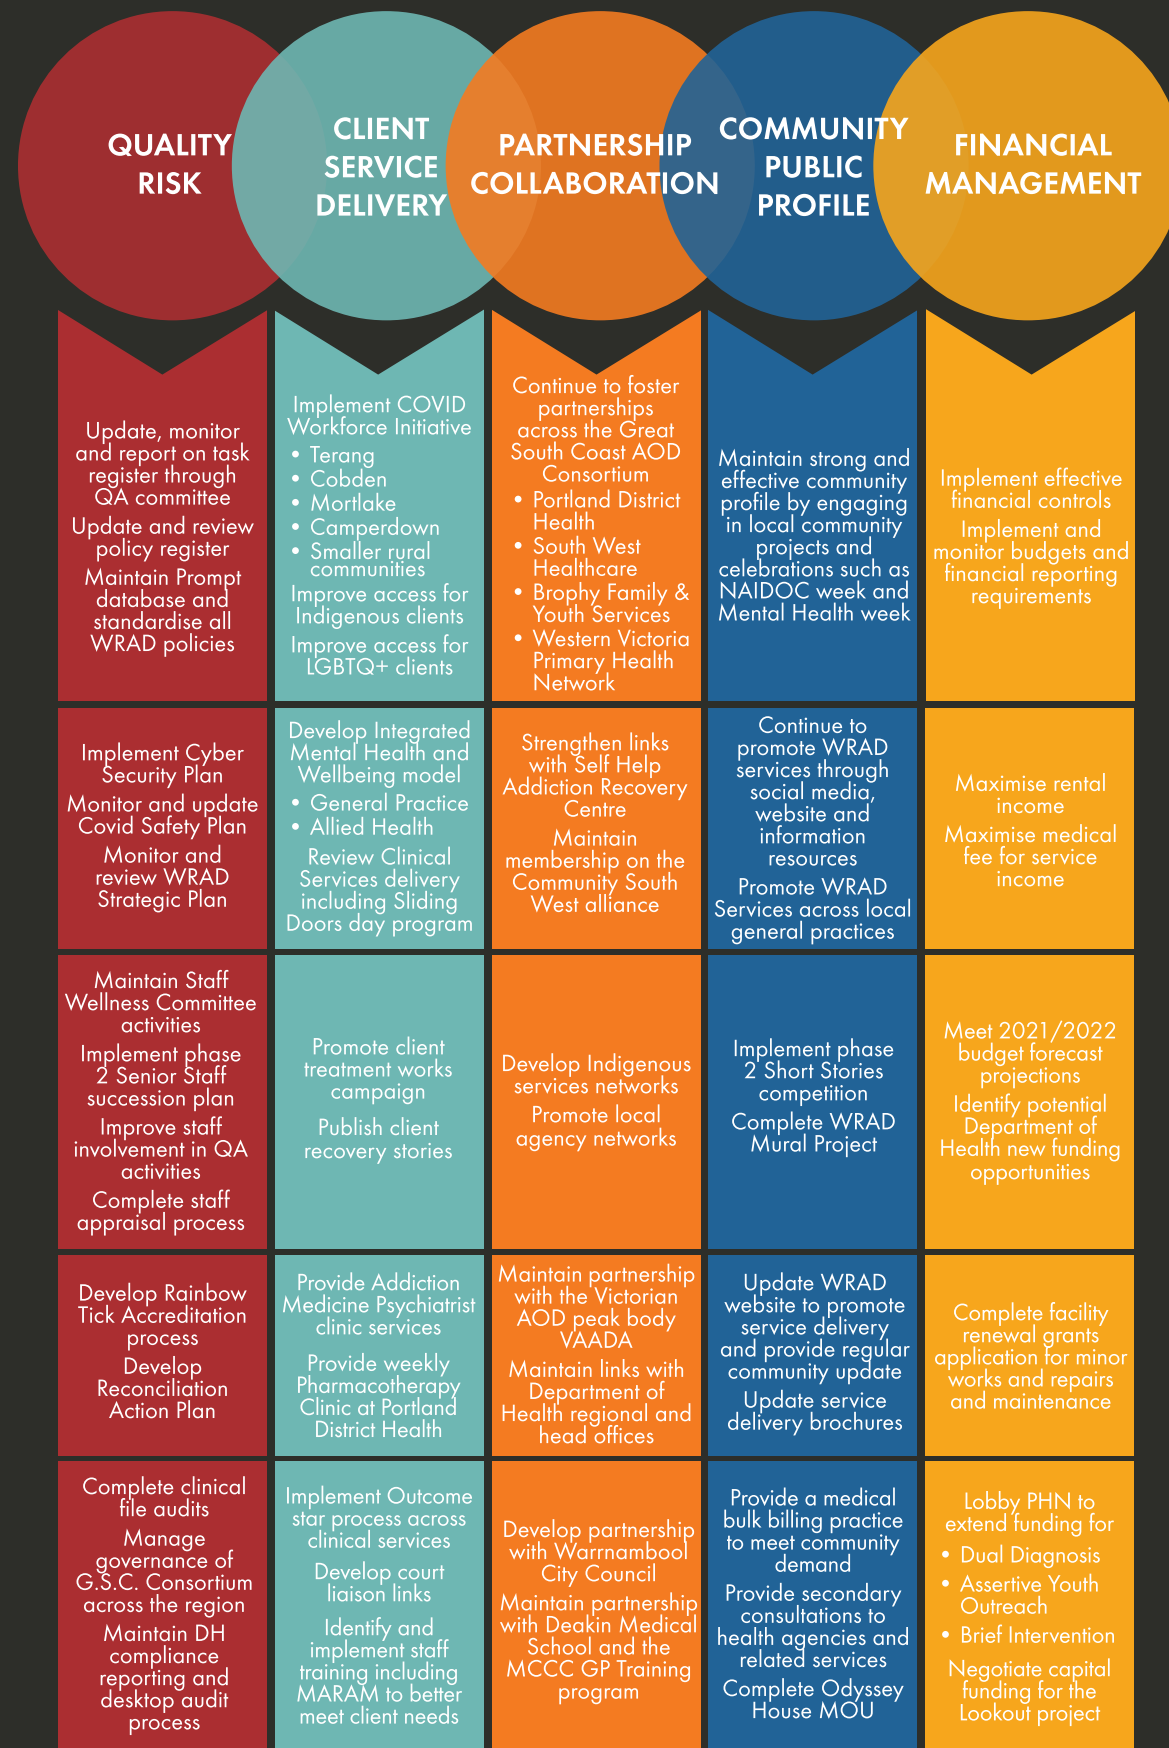 QUALITY
RISK
CLIENT
SERVICE
DELIVERY
PARTNERSHIP
COLLABORATION
COMMUNITY
PUBLIC
PROFILE
FINANCIAL
MANAGEMENT
Update, monitor
and report on task
register through
QA committee
Update and review
policy register
Maintain Prompt
database and
standardise all
WRAD policies
Implement COVID
Workforce Initiative
• Terang
• Cobden
• Mortlake
• Camperdown
• Smaller rural
communities
Improve access for
Indigenous clients
Improve access for
LGBTQ+ clients
Continue to foster
partnerships
across the Great
South Coast AOD
Consortium
• Portland District
Health
• South West
Healthcare
• Brophy Family &
Youth Services
• Western Victoria
Primary Health
Network
Maintain strong and
effective community
profile by engaging
in local community
projects and
celebrations such as
NAIDOC week and
Mental Health week
Implement effective
financial controls
Implement and
monitor budgets and
financial reporting
requirements
Implement Cyber
Security Plan
Monitor and update
Covid Safety Plan
Monitor and
review WRAD
Strategic Plan
Develop Integrated
Mental Health and
Wellbeing model
• General Practice
• Allied Health
Review Clinical
Services delivery
including Sliding
Doors day program
Strengthen links
with Self Help
Addiction Recovery
Centre
Maintain
membership on the
Community South
West alliance
Continue to
promote WRAD
services through
social media,
website and
information
resources
Promote WRAD
Services across local
general practices
Maximise rental
income
Maximise medical
fee for service
income
Maintain Staff
Wellness Committee
activities
Implement phase
2 Senior Staff
succession plan
Improve staff
involvement in QA
activities
Complete staff
appraisal process
Promote client
treatment works
campaign
Publish client
recovery stories
Develop Indigenous
services networks
Promote local
agency networks
Implement phase
2 Short Stories
competition
Complete WRAD
Mural Project
Meet 2021/2022
budget forecast
projections
Identify potential
Department of
Health new funding
opportunities
Develop Rainbow
Tick Accreditation
process
Develop
Reconciliation
Action Plan
Provide Addiction
Medicine Psychiatrist
clinic services
Provide weekly
Pharmacotherapy
Clinic at Portland
District Health
Maintain partnership
with the Victorian
AOD peak body
VAADA
Maintain links with
Department of
Health regional and
head offices
Update WRAD
website to promote
service delivery
and provide regular
community update
Update service
delivery brochures
Complete facility
renewal grants
application for minor
works and repairs
and maintenance
Complete clinical
file audits
Manage
governance of
G.S.C. Consortium
across the region
Maintain DH
compliance
reporting and
desktop audit
process
Implement Outcome
star process across
clinical services
Develop court
liaison links
Identify and
implement staff
training including
MARAM to better
meet client needs
Develop partnership
with Warrnambool
City Council
Maintain partnership
with Deakin Medical
School and the
MCCC GP Training
program
Provide a medical
bulk billing practice
to meet community
demand
Provide secondary
consultations to
health agencies and
related services
Complete Odyssey
House MOU
Lobby PHN to
extend funding for
• Dual Diagnosis
• Assertive Youth
Outreach
• Brief Intervention
Negotiate capital
funding for the
Lookout project